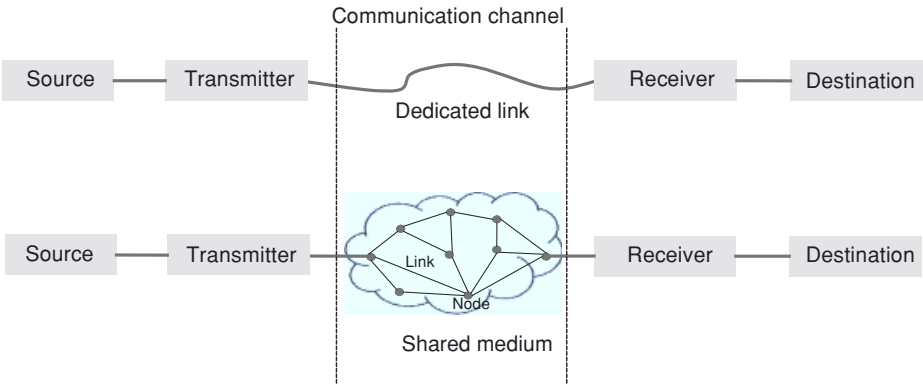 Communication channel
Source
Transmitter
Receiver
Destination
Dedicated link
Source
Transmitter
Link
Node
Receiver
Destination
Shared medium